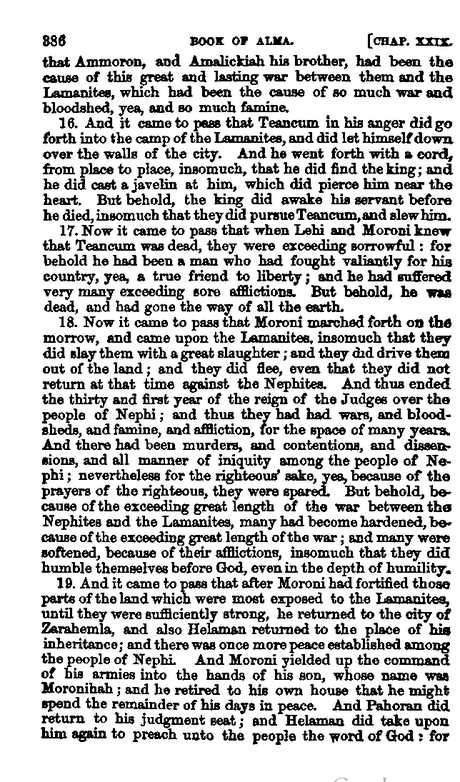 386 BOOK OF ALMA. [CHAP. XXIX.
that Ammoron, and Amalickiah his brother, had been the
cause of this great and lasting war between them and the
Lamanites, which had been the cause of so much war and
bloodshed, yea, and so much famine.
16. And it came to pass that Teancum in his anger did go
forth into the camp of the Lamanites, and did let himself down
over the walls of the city. And he went forth with a cord,
from place to place, insomuch, that he did find the king; and
he did cast a javelin at him, which did pierce him near the
heart. But behold, the king did awake his servant before
he died, insomuch that they did pursue Teancum, and slew him.
17. Now it came to pass that when Lehi and Moroni knew
that Teancum was dead, they were exceeding sorrowful: for
behold he had been a man who had fought valiantly for his
country, yea, a true friend to liberty; and he had suffered
very many exceeding sore afflictions. But behold, he was
dead, and had gone the way of all the earth.
18. Now it came to pass that Moroni marched forth on the
morrow, and came upon the Lamanites, insomuch that they
did slay them with a great slaughter; and they did drive them
out of the land; and they did flee, even that they did not
return at that time against the Nephites. And thus ended
the thirty and first year of the reign of the Judges over the
people of Nephi; and thus they had had wars, and blood-
sheds, and famine, and affliction, for the space of many years.
And there had been murders, and contentions, and dissen-
sions, and all manner of iniquity among the people of Ne-
phi; nevertheless for the righteous' sake, yea, because of the
prayers of the righteous, they were spared. But behold, be-
cause of the exceeding great length of the war between the
Nephites and the Lamanites, many had become hardened, be-
cause of the exceeding great length of the war; and many were
softened, because of their afflictions, insomuch that they did
humble themselves before God, even in the depth of humility.
19. And it came to pass that after Moroni had fortified those
parts of the land which were most exposed to the Lamanites,
until they were sufficiently strong, he returned to the city of
Zarahemla, and also Helaman returned to the place of his
inheritance; and there was once more peace established among
the people of Nephi. And Moroni yielded up the command
of his armies into the hands of his son, whose name was
Moronihah; and he retired to his own house that he might
spend the remainder of his days in peace. And Pahoran did
return to his judgment seat; and Helaman did take upon
him again to preach unto the people the word of God: for